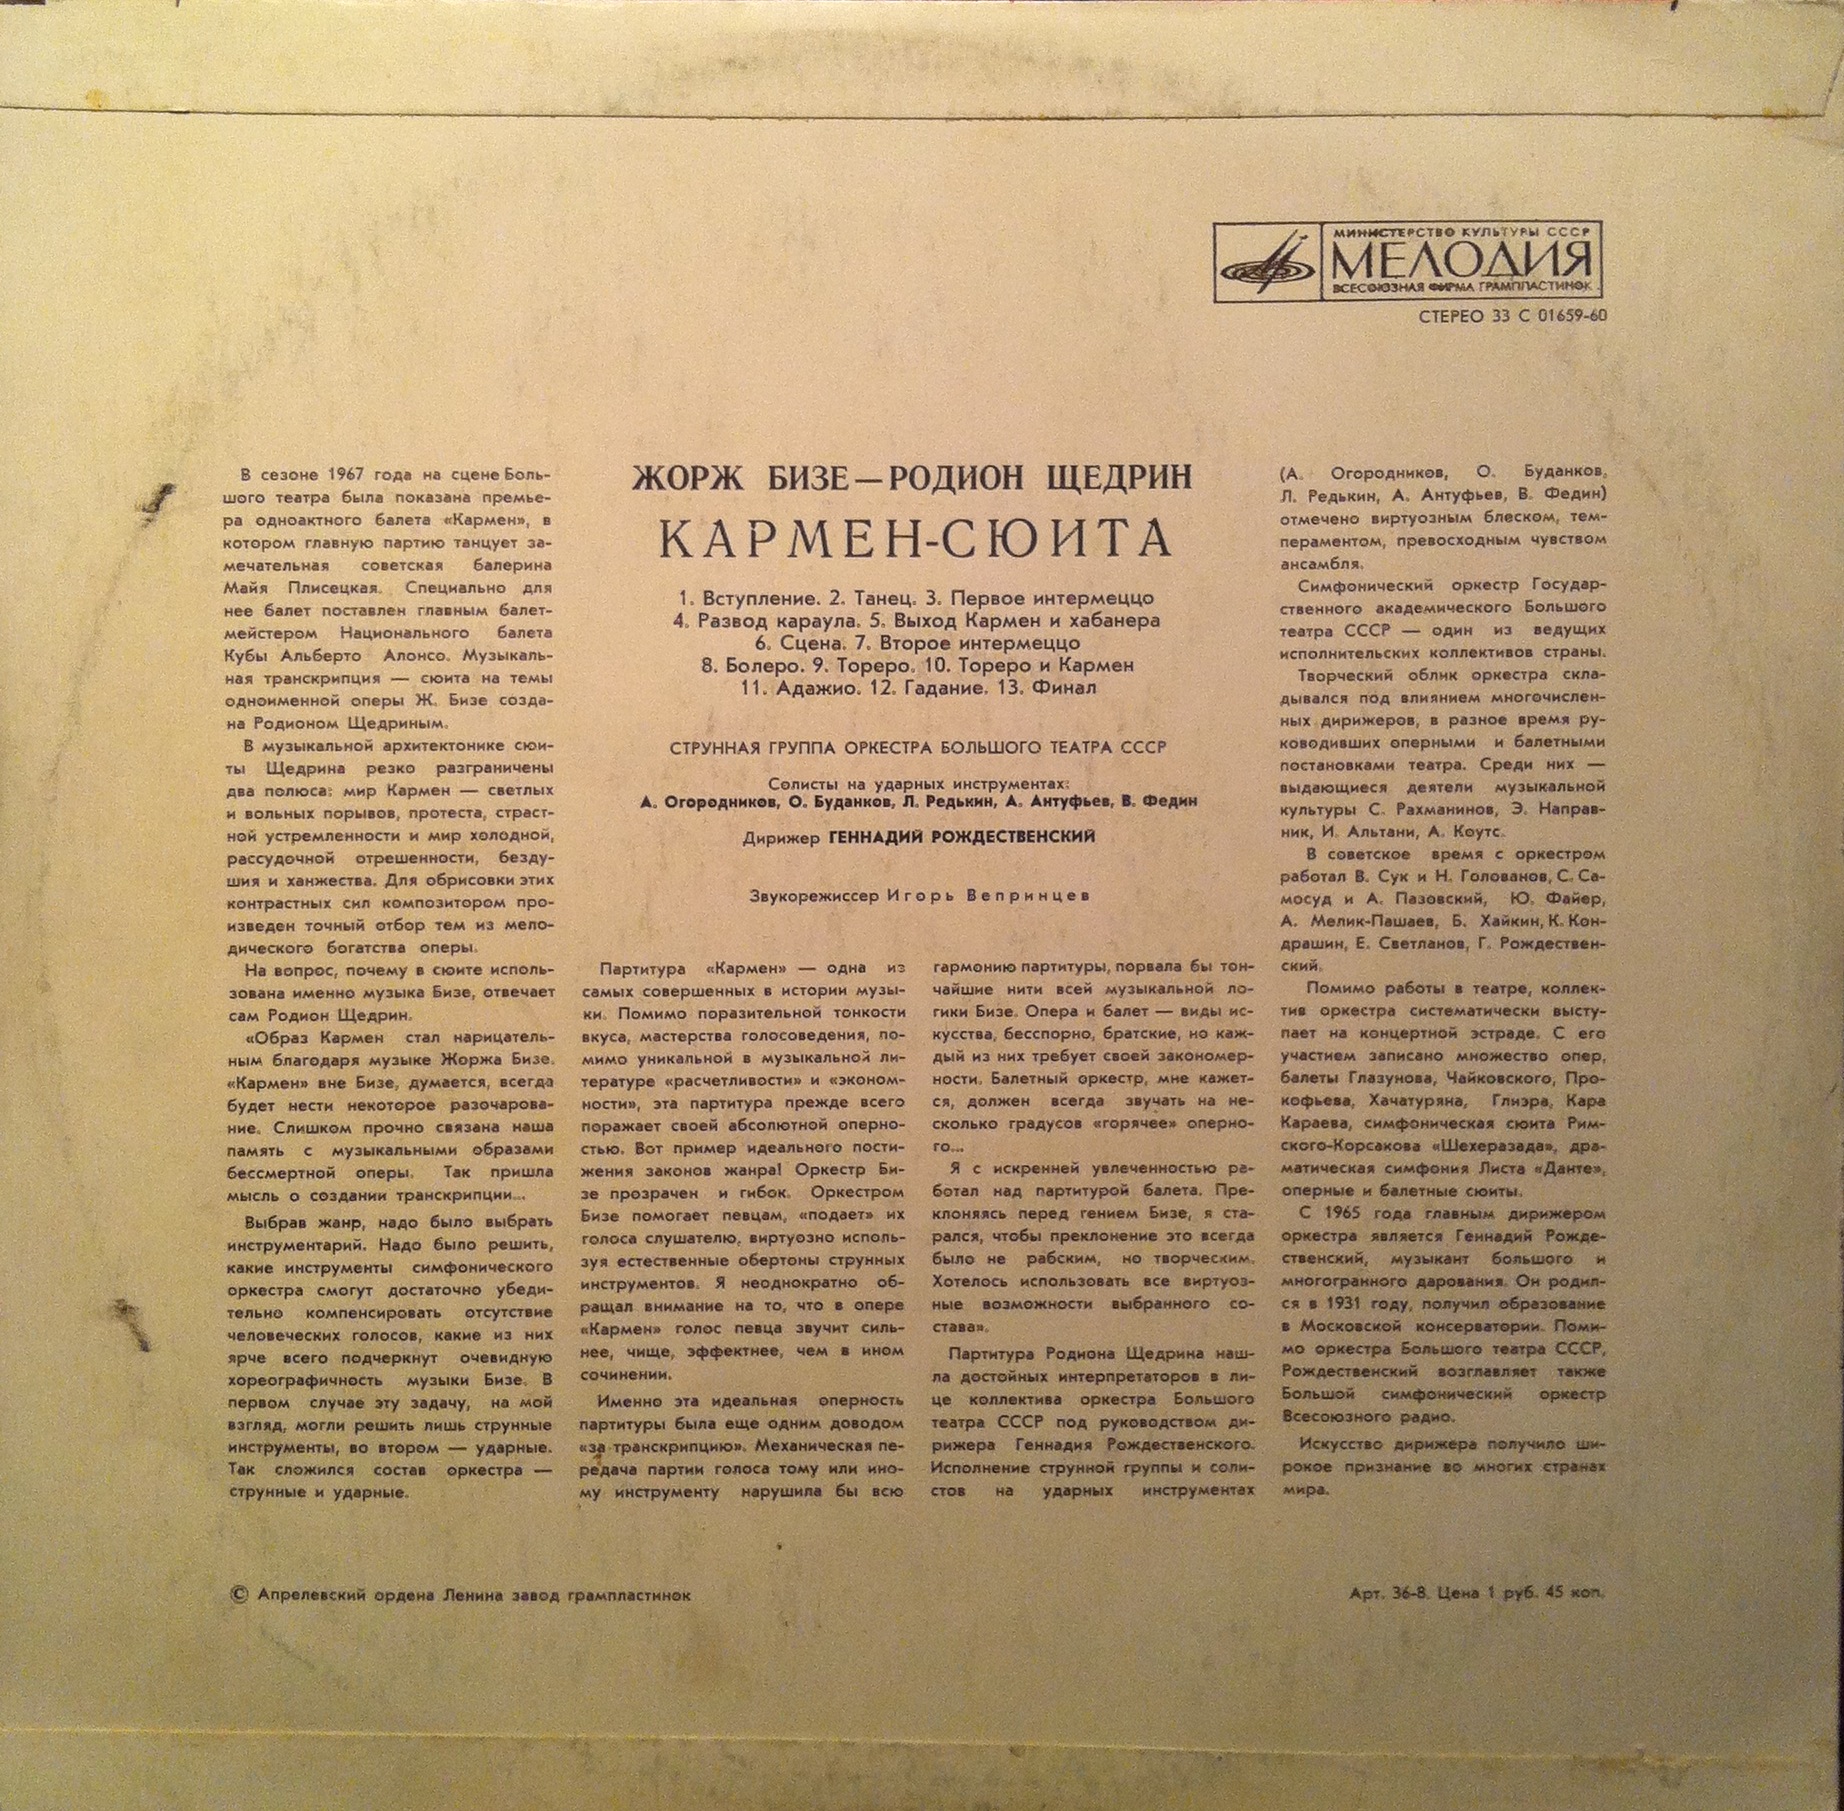 МИНИСТЕРСТВО КУЛЬТУРЫ СССР
МЕЛОДИЯ
ВСЕСОЮЗНАЯ ФИРМА ГРАМПЛАСТИНОК
СТЕРЕО 33 С 01659-60
ЖОРЖ БИЗЕ — РОДИОН ЩЕДРИН
КАРМЕН-СЮИТА
1. Вступление. 2. Танец. 3. Первое интермеццо
4. Развод караула. 5. Выход Кармен и хабанера
6. Сцена. 7. Второе интермеццо
8. Болеро. 9. Тореро. 10. Тореро и Кармен
11. Адажио. 12. Гадание. 13. Финал
СТРУННАЯ ГРУППА ОРКЕСТРА БОЛЬШОГО ТЕАТРА СССР
Солисты на ударных инструментах:
А. Огородников, О. Буданков, Л. Редькин, А. Антуфьев, В. Федин
Дирижер ГЕННАДИЙ РОЖДЕСТВЕНСКИЙ
Звукорежиссер Игорь Вепринцев
В сезоне 1967 года на сцене Боль-
шого театра была показана премье-
ра одноактного балета «Кармен», в
котором главную партию танцует за-
мечательная советская балерина
Майя Плисецкая. Специально для
нее балет поставлен главным балет-
мейстером Национального балета
Кубы Альберто Алонсо. Музыкаль-
ная транскрипция — сюита на темы
одноименной оперы Ж. Бизе созда-
на Родионом Щедриным.
В музыкальной архитектонике сюи-
ты Щедрина резко разграничены
два полюса: мир Кармен — светлых
и вольных порывов, протеста, страст-
ной устремленности и мир холодной,
рассудочной отрешенности, безду-
шия и ханжества. Для обрисовки этих
контрастных сил композитором про-
изведен точный отбор тем из мело-
дического богатства оперы.
На вопрос, почему в сюите исполь-
зована именно музыка Бизе, отвечает
сам Родион Щедрин.
«Образ Кармен стал нарицатель-
ным благодаря музыке Жоржа Бизе.
«Кармен» вне Бизе, думается, всегда
будет нести некоторое разочарова-
ние. Слишком прочно связана наша
память с музыкальными образами
бессмертной оперы. Так пришла
мысль о создании транскрипции...
Выбрав жанр, надо было выбрать
инструментарий. Надо было решить,
какие инструменты симфонического
оркестра смогут достаточно убеди-
тельно компенсировать отсутствие
человеческих голосов, какие из них
ярче всего подчеркнут очевидную
хореографичность музыки Бизе. В
первом случае эту задачу, на мой
взгляд, могли решить лишь струнные
инструменты, во втором — ударные.
Так сложился состав оркестра —
струнные и ударные.
Партитура «Кармен» — одна из
самых совершенных в истории музы-
ки. Помимо поразительной тонкости
вкуса, мастерства голосоведения, по-
мимо уникальной в музыкальной ли-
тературе «расчетливости» и «эконом-
ности», эта партитура прежде всего
поражает своей абсолютной оперно-
стью. Вот пример идеального пости-
жения законов жанра! Оркестр Би-
зе прозрачен и гибок. Оркестром
Бизе помогает певцам, «подает» их
голоса слушателю, виртуозно исполь-
зуя естественные обертоны струнных
инструментов. Я неоднократно об-
ращал внимание на то, что в опере
«Кармен» голос певца звучит силь-
нее, чище, эффектнее, чем в ином
сочинении.
Именно эта идеальная оперность
партитуры была еще одним доводом
«за транскрипцию». Механическая пе-
редача партии голоса тому или ино-
му инструменту нарушила бы всю
гармонию партитуры, порвала бы тон-
чайшие нити всей музыкальной ло-
гики Бизе. Опера и балет — виды ис-
кусства, бесспорно, братские, но каж-
дый из них требует своей закономер-
ности. Балетный оркестр, мне кажет-
ся, должен всегда звучать на не-
сколько градусов «горячее» оперно-
го...
Я с искренней увлеченностью ра-
ботал над партитурой балета. Пре-
клоняясь перед гением Бизе, я ста-
рался, чтобы преклонение это всегда
было не рабским, но творческим.
Хотелось использовать все виртуоз-
ные возможности выбранного со-
става».
Партитура Родиона Щедрина наш-
ла достойных интерпретаторов в ли-
це коллектива оркестра Большого
театра СССР под руководством ди-
рижера Геннадия Рождественского.
Исполнение струнной группы и соли-
стов на ударных инструментах
(А. Огородников, О. Буданков,
Л. Редькин, А. Антуфьев, В. Федин)
отмечено виртуозным блеском, тем-
пераментом, превосходным чувством
ансамбля.
Симфонический оркестр Государ-
ственного академического Большого
театра СССР — один из ведущих
исполнительских коллективов страны.
Творческий облик оркестра скла-
дывался под влиянием многочислен-
ных дирижеров, в разное время ру-
ководивших оперными и балетными
постановками театра. Среди них —
выдающиеся деятели музыкальной
культуры С. Рахманинов, Э. Направ-
ник, И. Альтани, А. Коутс.
В советское время с оркестром
работал В. Сук и Н. Голованов, С. Са-
мосуд и А. Пазовский, Ю. Файер,
А. Мелик-Пашаев, Б. Хайкин, К. Кон-
драшин, Е. Светланов, Г. Рождествен-
ский.
Помимо работы в театре, коллек-
тив оркестра систематически высту-
пает на концертной эстраде. С его
участием записано множество опер,
балеты Глазунова, Чайковского, Про-
кофьева, Хачатуряна, Глиэра, Кара
Караева, симфоническая сюита Рим-
ского-Корсакова «Шехеразада», дра-
матическая симфония Листа «Данте»,
оперные и балетные сюиты.
С 1965 года главным дирижером
оркестра является Геннадий Рожде-
ственский, музыкант большого и
многогранного дарования. Он родил-
ся в 1931 году, получил образование
в Московской консерватории. Поми-
мо оркестра Большого театра СССР,
Рождественский возглавляет также
Большой симфонический оркестр
Всесоюзного радио.
Искусство дирижера получило ши-
рокое признание во многих странах
мира.
© Апрелевский ордена Ленина завод грампластинок
Арт. 36-8. Цена 1 руб. 45 коп.